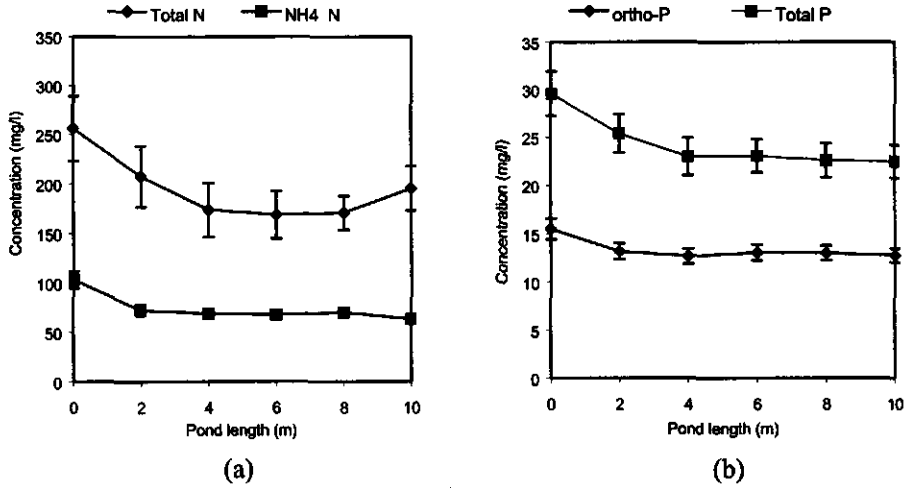 Total N NH4 N
350
300
250
200
150
100
50
0
Concentration (mg/l)
0 2 4 6 8 10
Pond length (m)
(a)
ortho-P Total P
35
30
25
20
15
10
5
0
Concentration (mg/l)
0 2 4 6 8 10
Pond length (m)
(b)